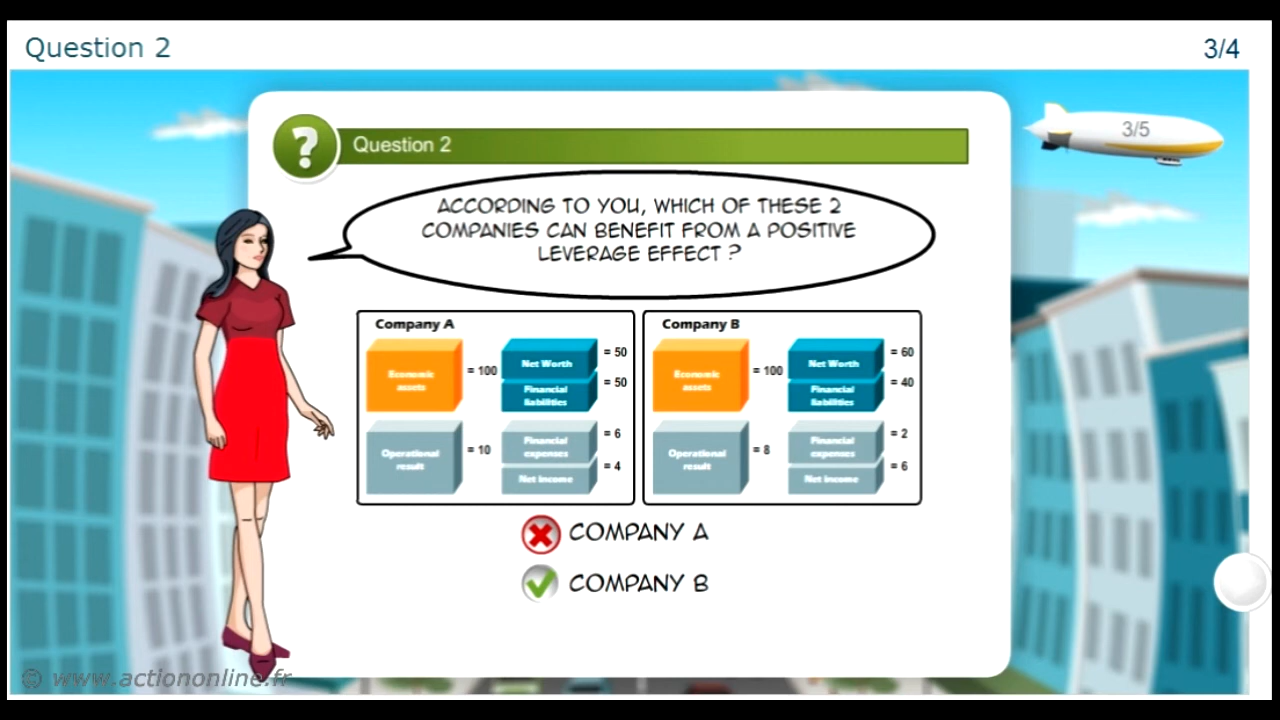 Question 2
3/4
3/5
Question 2
ACCORDING TO YOU, WHICH OF THESE 2
COMPANIES CAN BENEFIT FROM A POSITIVE
LEVERAGE EFFECT ?
Company A
Economic
assets
= 100
Net Worth
= 50
Financial
liabilities
= 50
Operational
result
= 10
Financial
expenses
= 6
Net Income
= 4
Company B
Economic
assets
= 100
Net Worth
= 60
Financial
liabilities
= 40
Operational
result
= 8
Financial
expenses
= 2
Net Income
= 6
COMPANY A
COMPANY B
© www.actiononline.fr